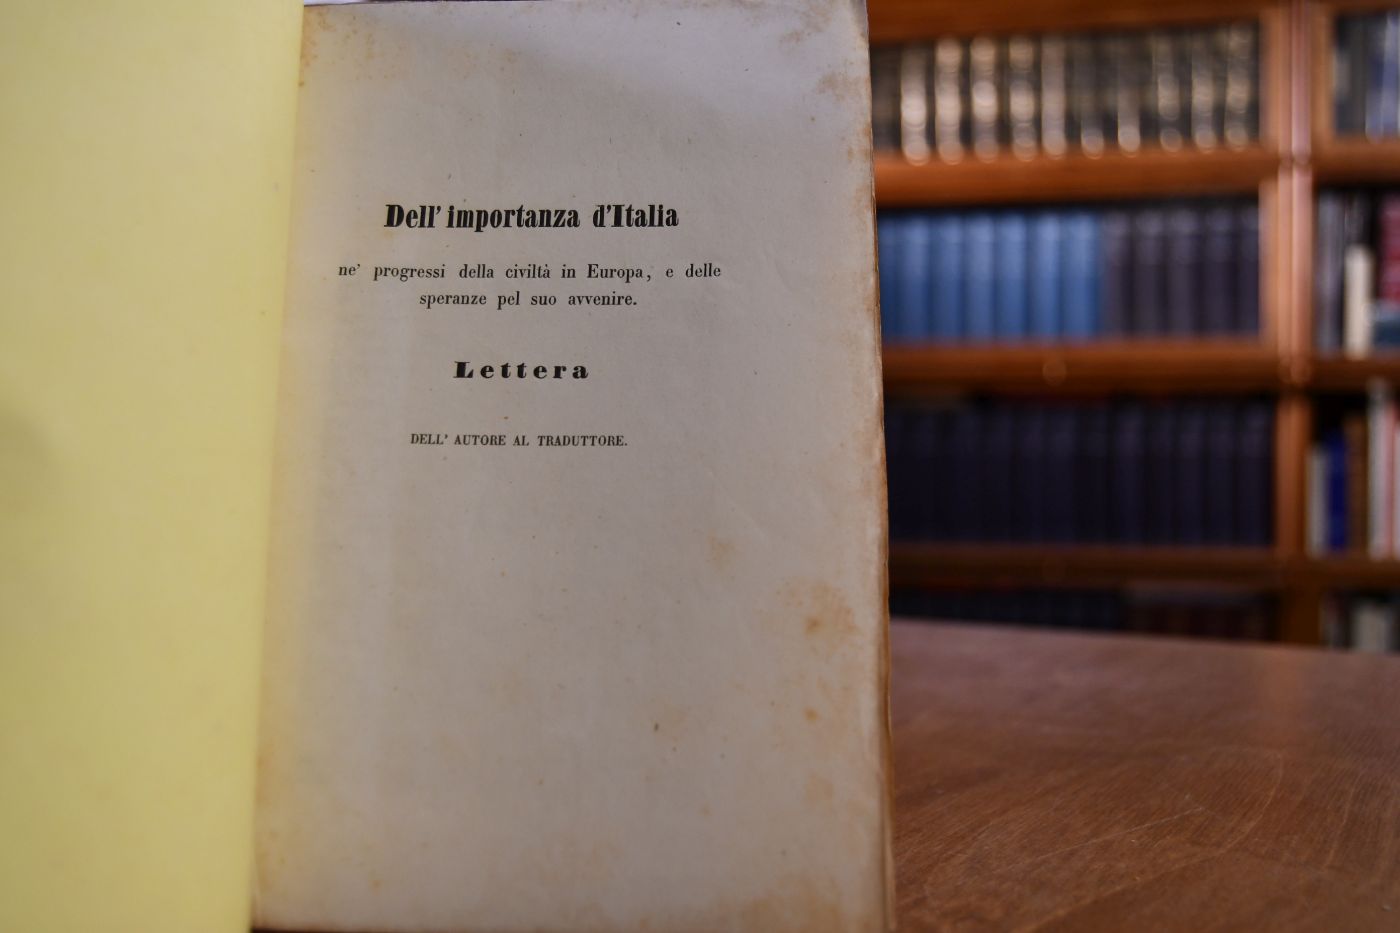 Dell' importanza d'Italia
ne' progressi della civiltà in Europa, e delle
speranze pel suo avvenire.
Lettera
DELL' AUTORE AL TRADUTTORE.